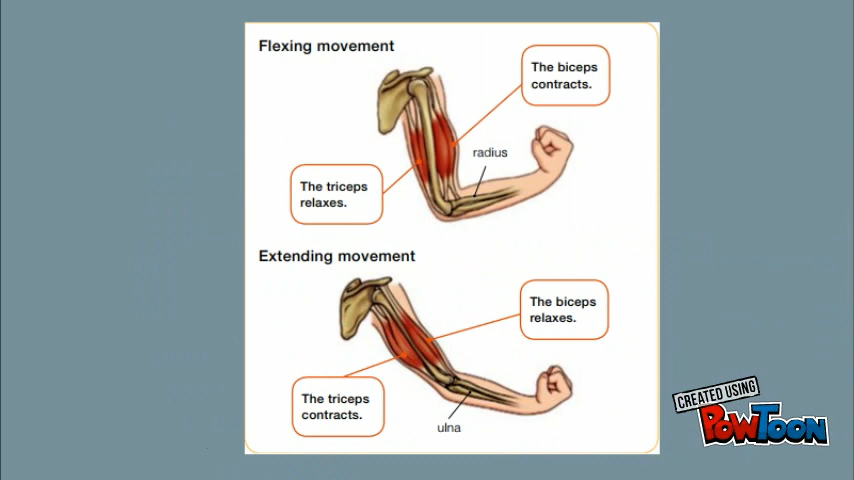 Flexing movement
The biceps
contracts.
radius
The triceps
relaxes.
Extending movement
The biceps
relaxes.
The triceps
contracts.
ulna
CREATED USING
POWTOON